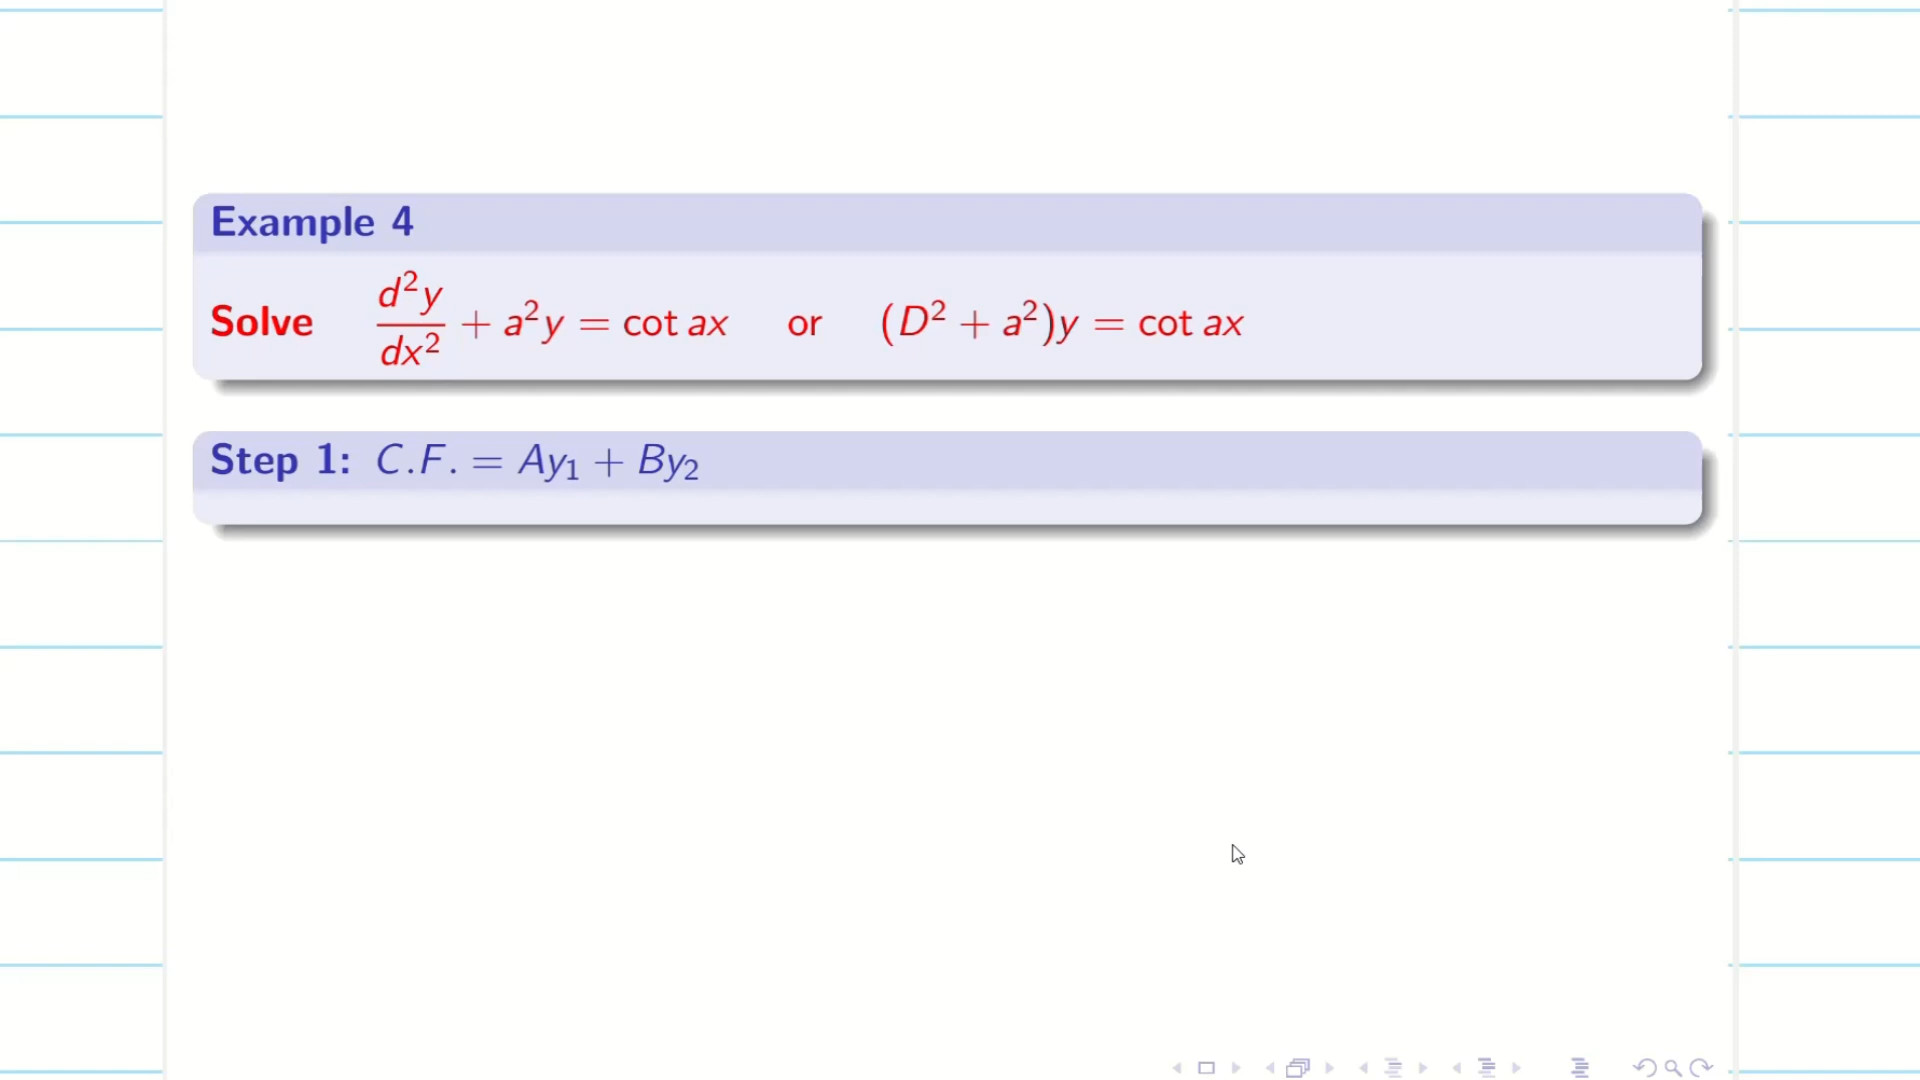 Example 4
Solve d²y/dx² + a²y = cot ax or (D² + a²)y = cot ax
Step 1: C.F. = Ay₁ + By₂